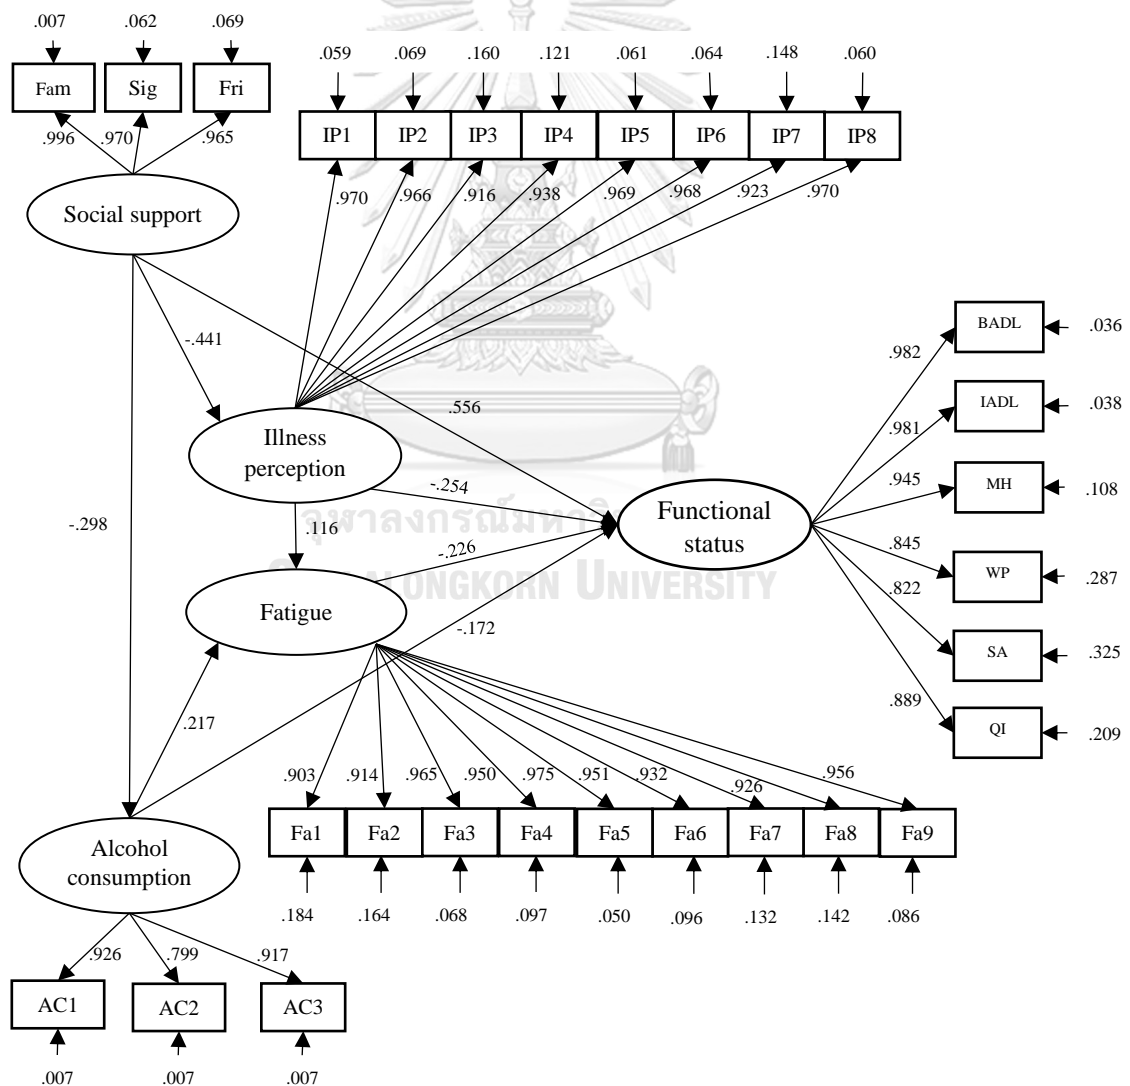 .007 .062 .069
Fam Sig Fri
.996 .970 .965
.059 .069 .160 .121 .061 .064 .148 .060
IP1 IP2 IP3 IP4 IP5 IP6 IP7 IP8
.970 .966 .916 .938 .969 .968 .923 .970
Social support
-.441
.556
-.298
Illness
perception
-.254
.116
-.226
Fatigue
-.172
.217
Functional
status
จุฬาลงกรณ์มหาวิ
ALONGKORN UNIVERSITY
.982 BADL .036
.981 IADL .038
.945 MH .108
.845 WP .287
.822 SA .325
.889 QI .209
.903 .914 .965 .950 .975 .951 .932 .926 .956
Fa1 Fa2 Fa3 Fa4 Fa5 Fa6 Fa7 Fa8 Fa9
.184 .164 .068 .097 .050 .096 .132 .142 .086
Alcohol
consumption
.926 .799 .917
AC1 AC2 AC3
.007 .007 .007